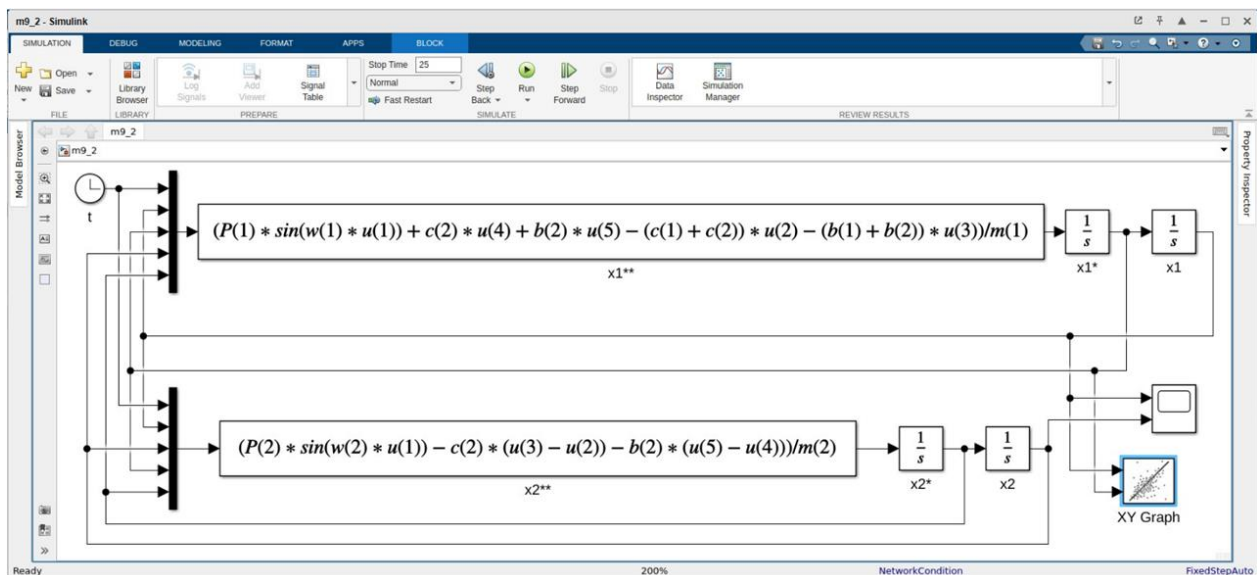 m9_2 - Simulink
SIMULATION DEBUG MODELING FORMAT APPS BLOCK
New Open Save
FILE
Library Browser
LIBRARY
Log Signals Add Viewer Signal Table
PREPARE
Stop Time 25
Normal
Fast Restart
Step Back Run Step Forward Stop
SIMULATE
Data Inspector Simulation Manager
REVIEW RESULTS
Model Browser
m9_2
m9_2
Property Inspector
t
(P(1) * sin(w(1) * u(1)) + c(2) * u(4) + b(2) * u(5) − (c(1) + c(2)) * u(2) − (b(1) + b(2)) * u(3))/m(1)
x1**
1/s
x1*
1/s
x1
(P(2) * sin(w(2) * u(1)) − c(2) * (u(3) − u(2)) − b(2) * (u(5) − u(4)))/m(2)
x2**
1/s
x2*
1/s
x2
XY Graph
Ready 200% NetworkCondition FixedStepAuto